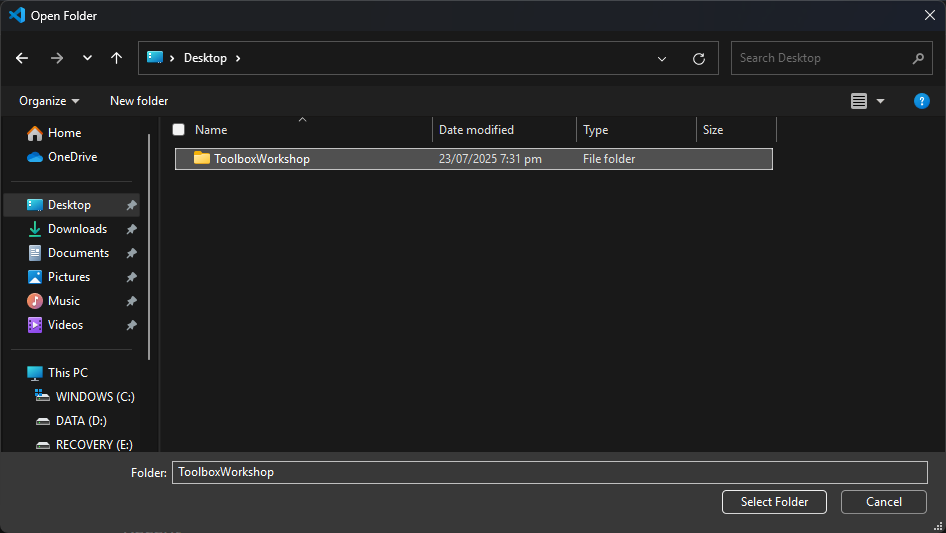 Open Folder
Desktop
Search Desktop
Organize
New folder
?
Home
OneDrive
Desktop
Downloads
Documents
Pictures
Music
Videos
This PC
WINDOWS (C:)
DATA (D:)
RECOVERY (E:)
Name Date modified Type Size
ToolboxWorkshop 23/07/2025 7:31 pm File folder
Folder: ToolboxWorkshop
Select Folder Cancel